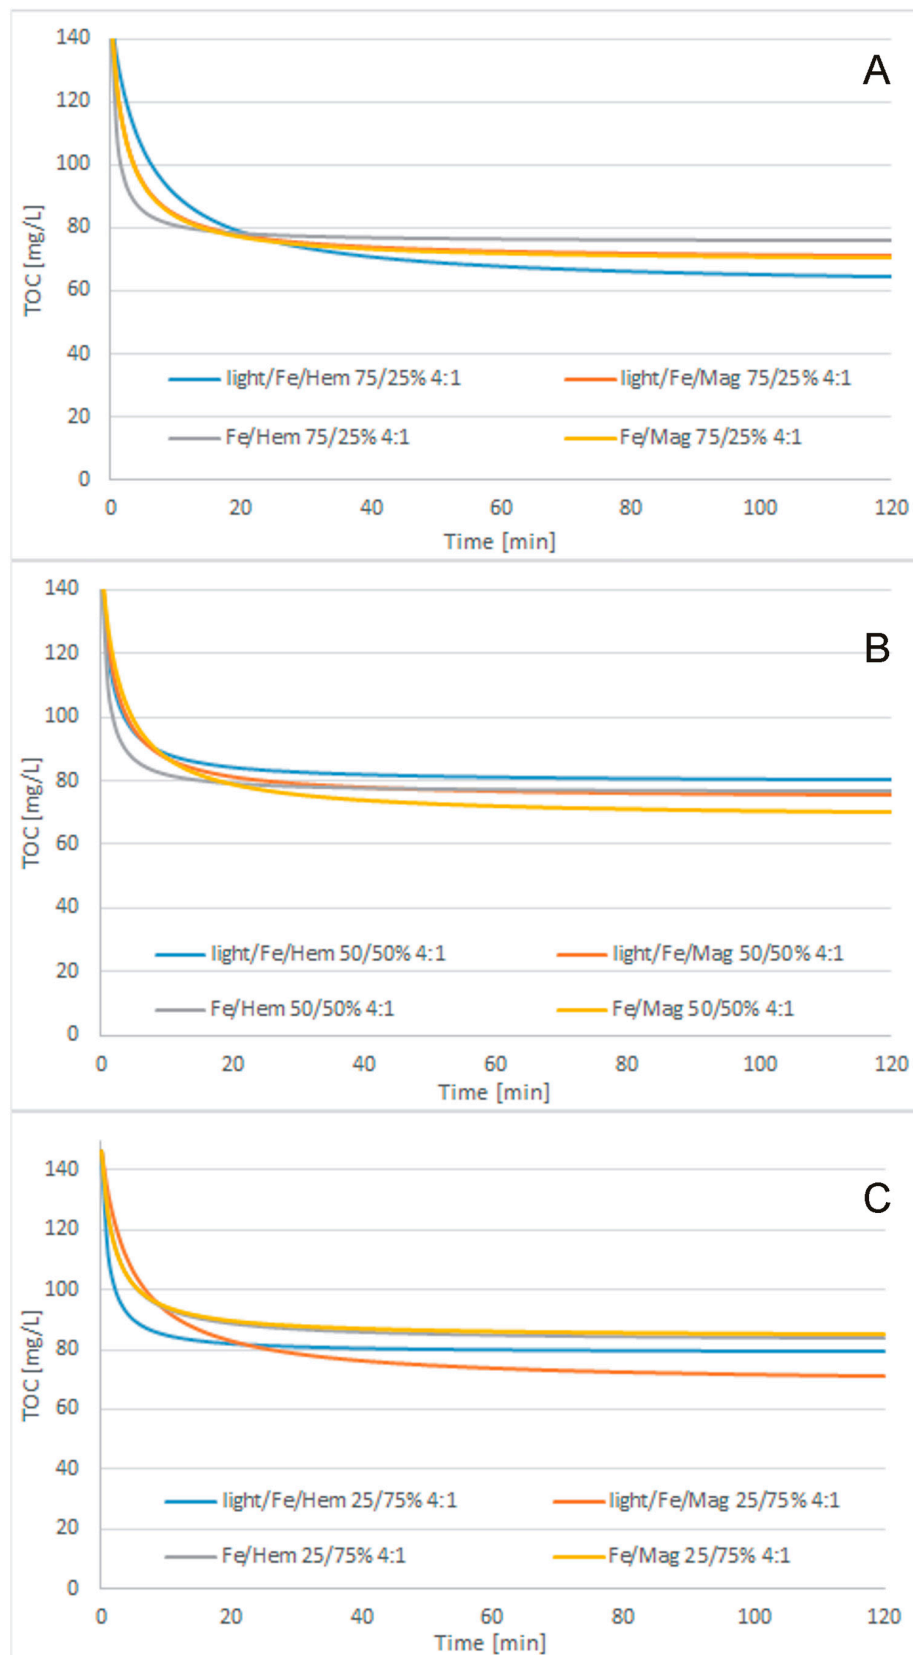 A
140
120
100
80
60
40
20
0
TOC [mg/L]
light/Fe/Hem 75/25% 4:1
light/Fe/Mag 75/25% 4:1
Fe/Hem 75/25% 4:1
Fe/Mag 75/25% 4:1
0 20 40 60 80 100 120
Time [min]
B
140
120
100
80
60
40
20
0
TOC [mg/L]
light/Fe/Hem 50/50% 4:1
light/Fe/Mag 50/50% 4:1
Fe/Hem 50/50% 4:1
Fe/Mag 50/50% 4:1
0 20 40 60 80 100 120
Time [min]
C
140
120
100
80
60
40
20
0
TOC [mg/L]
light/Fe/Hem 25/75% 4:1
light/Fe/Mag 25/75% 4:1
Fe/Hem 25/75% 4:1
Fe/Mag 25/75% 4:1
0 20 40 60 80 100 120
Time [min]